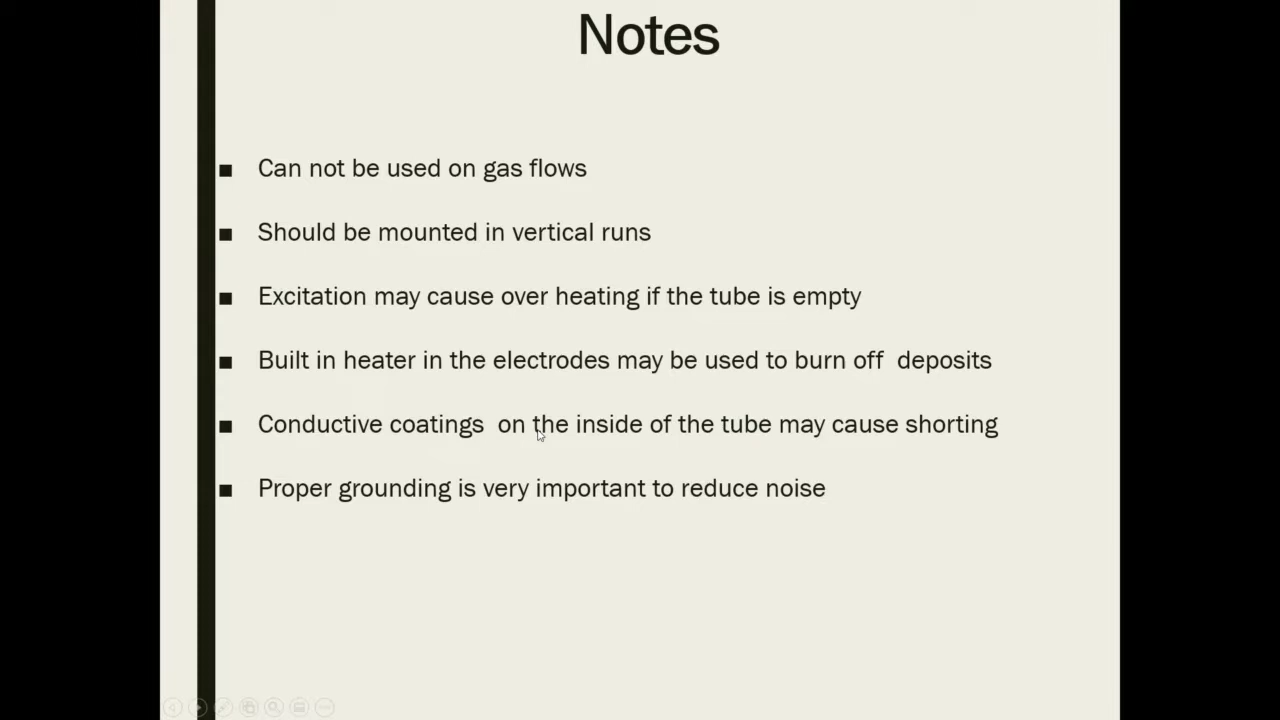 Notes
Can not be used on gas flows
Should be mounted in vertical runs
Excitation may cause over heating if the tube is empty
Built in heater in the electrodes may be used to burn off  deposits
Conductive coatings  on the inside of the tube may cause shorting
Proper grounding is very important to reduce noise